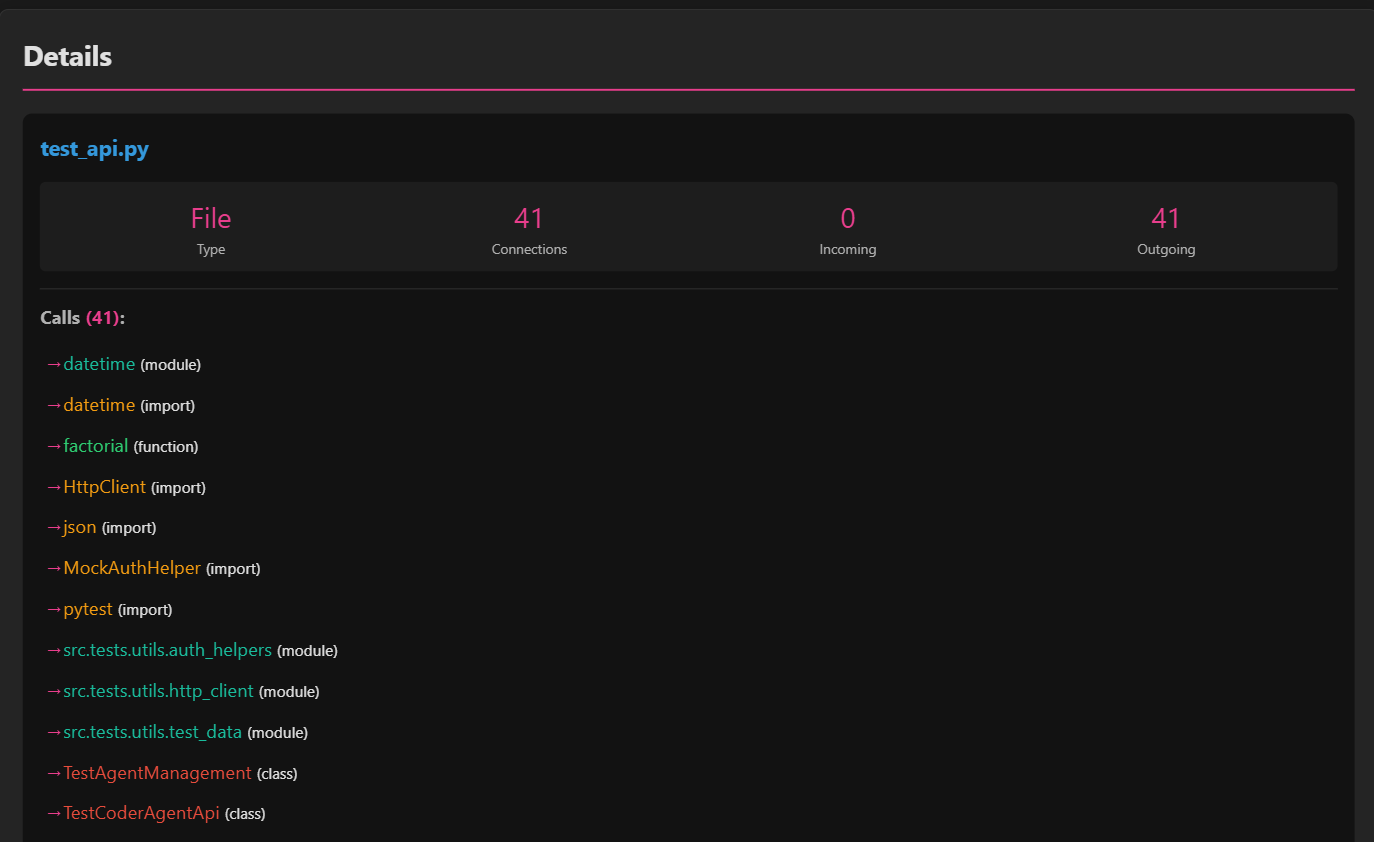 Details
test_api.py
File 41 0 41
Type Connections Incoming Outgoing
Calls (41):
→datetime (module)
→datetime (import)
→factorial (function)
→HttpClient (import)
→json (import)
→MockAuthHelper (import)
→pytest (import)
→src.tests.utils.auth_helpers (module)
→src.tests.utils.http_client (module)
→src.tests.utils.test_data (module)
→TestAgentManagement (class)
→TestCoderAgentApi (class)